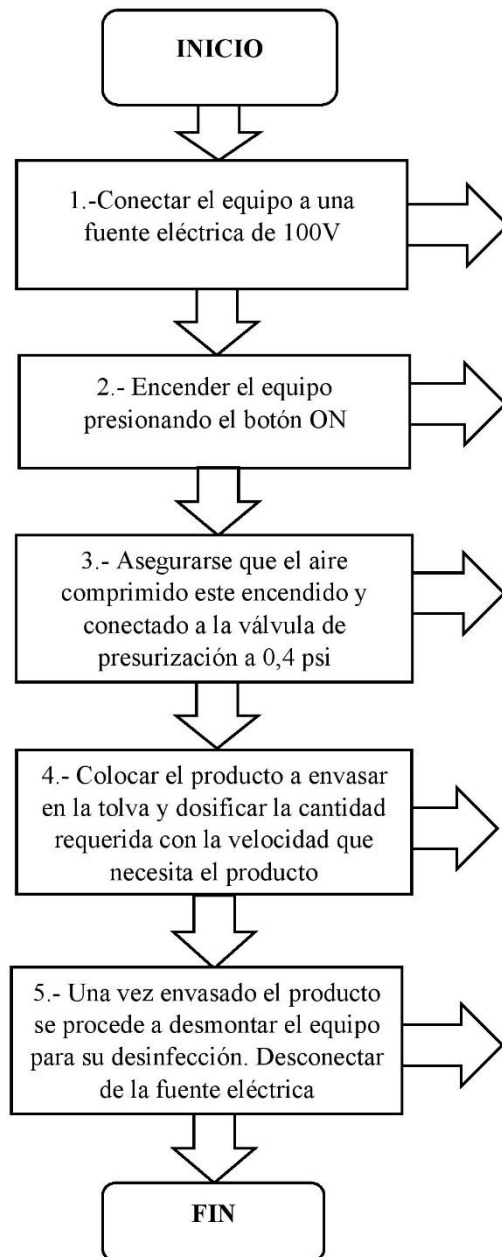 INICIO
1.-Conectar el equipo a una
fuente eléctrica de 100V
2.- Encender el equipo
presionando el botón ON
3.- Asegurarse que el aire
comprimido este encendido y
conectado a la válvula de
presurización a 0,4 psi
4.- Colocar el producto a envasar
en la tolva y dosificar la cantidad
requerida con la velocidad que
necesita el producto
5.- Una vez envasado el producto
se procede a desmontar el equipo
para su desinfección. Desconectar
de la fuente eléctrica
FIN